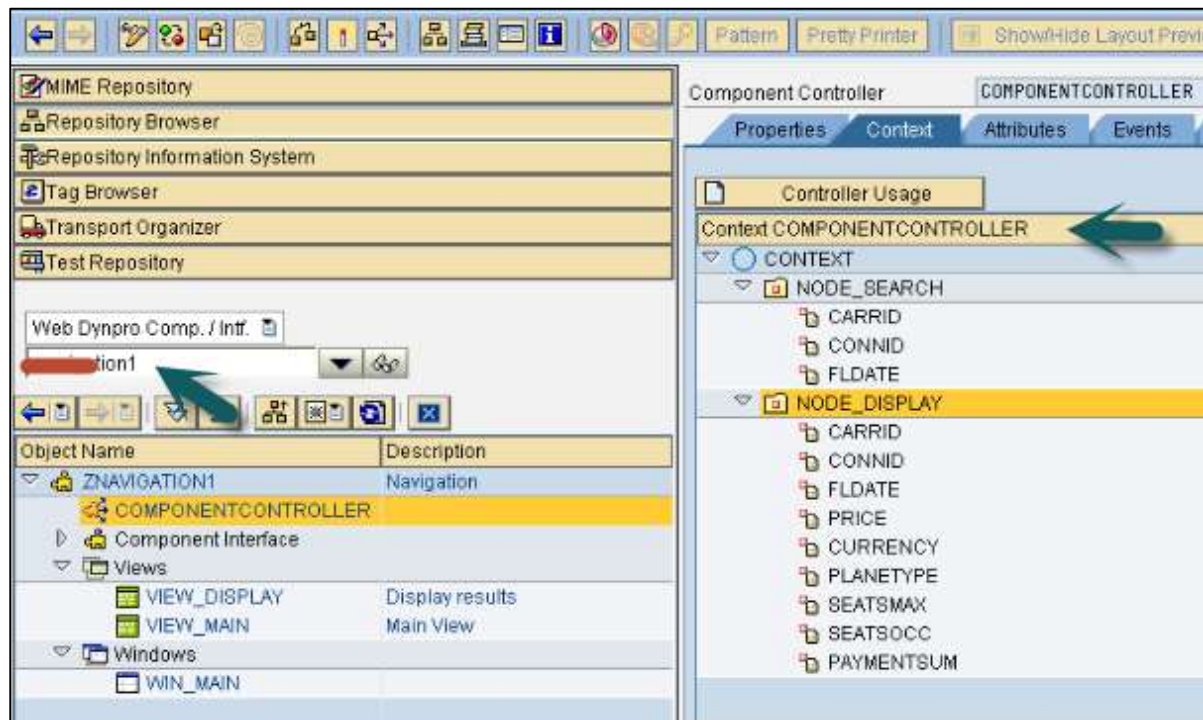 Pattern Pretty Printer Show/Hide Layout Previ
MIME Repository
Repository Browser
Repository Information System
Tag Browser
Transport Organizer
Test Repository
Web Dynpro Comp. / Intf.
tion1
Object Name Description
ZNAVIGATION1 Navigation
COMPONENTCONTROLLER
Component Interface
Views
VIEW_DISPLAY Display results
VIEW_MAIN Main View
Windows
WIN_MAIN
Component Controller COMPONENTCONTROLLER
Properties Context Attributes Events
Controller Usage
Context COMPONENTCONTROLLER
CONTEXT
NODE_SEARCH
CARRID
CONNID
FLDATE
NODE_DISPLAY
CARRID
CONNID
FLDATE
PRICE
CURRENCY
PLANETYPE
SEATSMAX
SEATSOCC
PAYMENTSUM